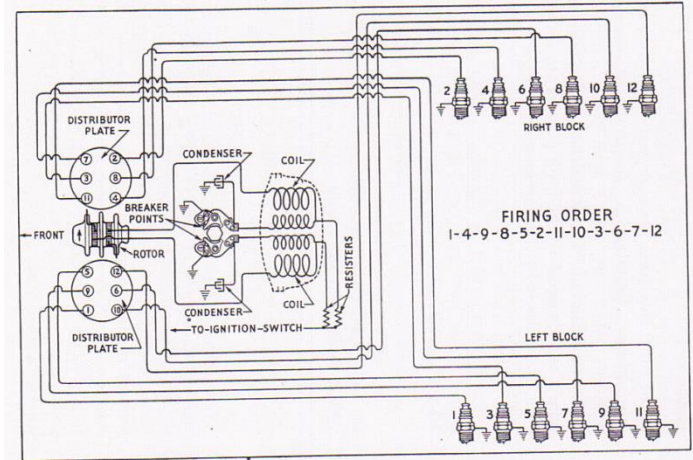 2 4 6 8 10 12
RIGHT BLOCK
DISTRIBUTOR
PLATE
7 2
3 8
11 4
CONDENSER
COIL
BREAKER
POINTS
FRONT
ROTOR
FIRING ORDER
1-4-9-8-5-2-11-10-3-6-7-12
RESISTERS
5 12
9 6
1 10
CONDENSER
COIL
TO-IGNITION-SWITCH
DISTRIBUTOR
PLATE
LEFT BLOCK
1 3 5 7 9 11